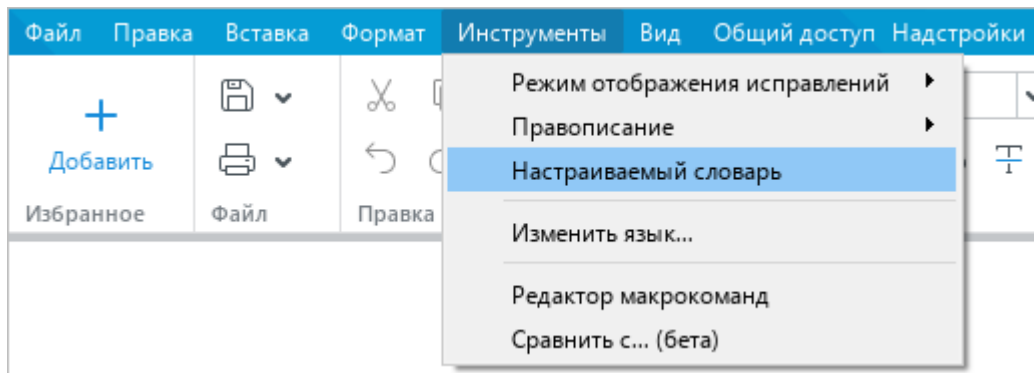 Файл Правка Вставка Формат Инструменты Вид Общий доступ Надстройки
Режим отображения исправлений
Правописание
Добавить
Настраиваемый словарь
Избранное Файл Правка
Изменить язык...
Редактор макрокоманд
Сравнить с... (бета)